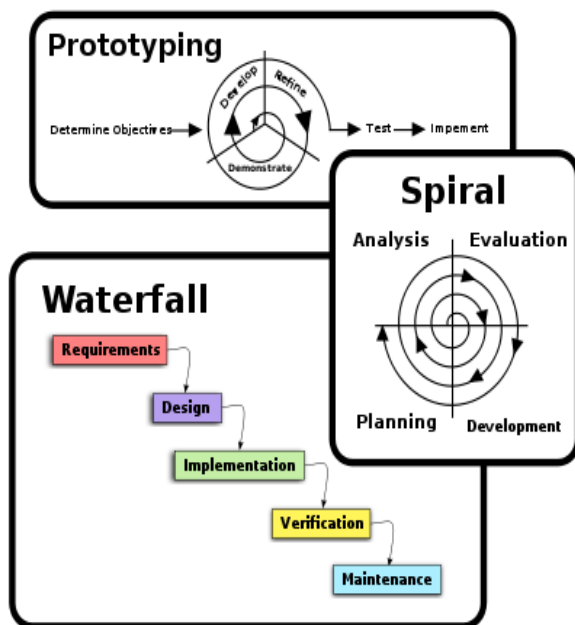 Prototyping
Develop
Refine
Determine Objectives
Test
Impement
Demonstrate
Spiral
Analysis
Evaluation
Planning
Development
Waterfall
Requirements
Design
Implementation
Verification
Maintenance